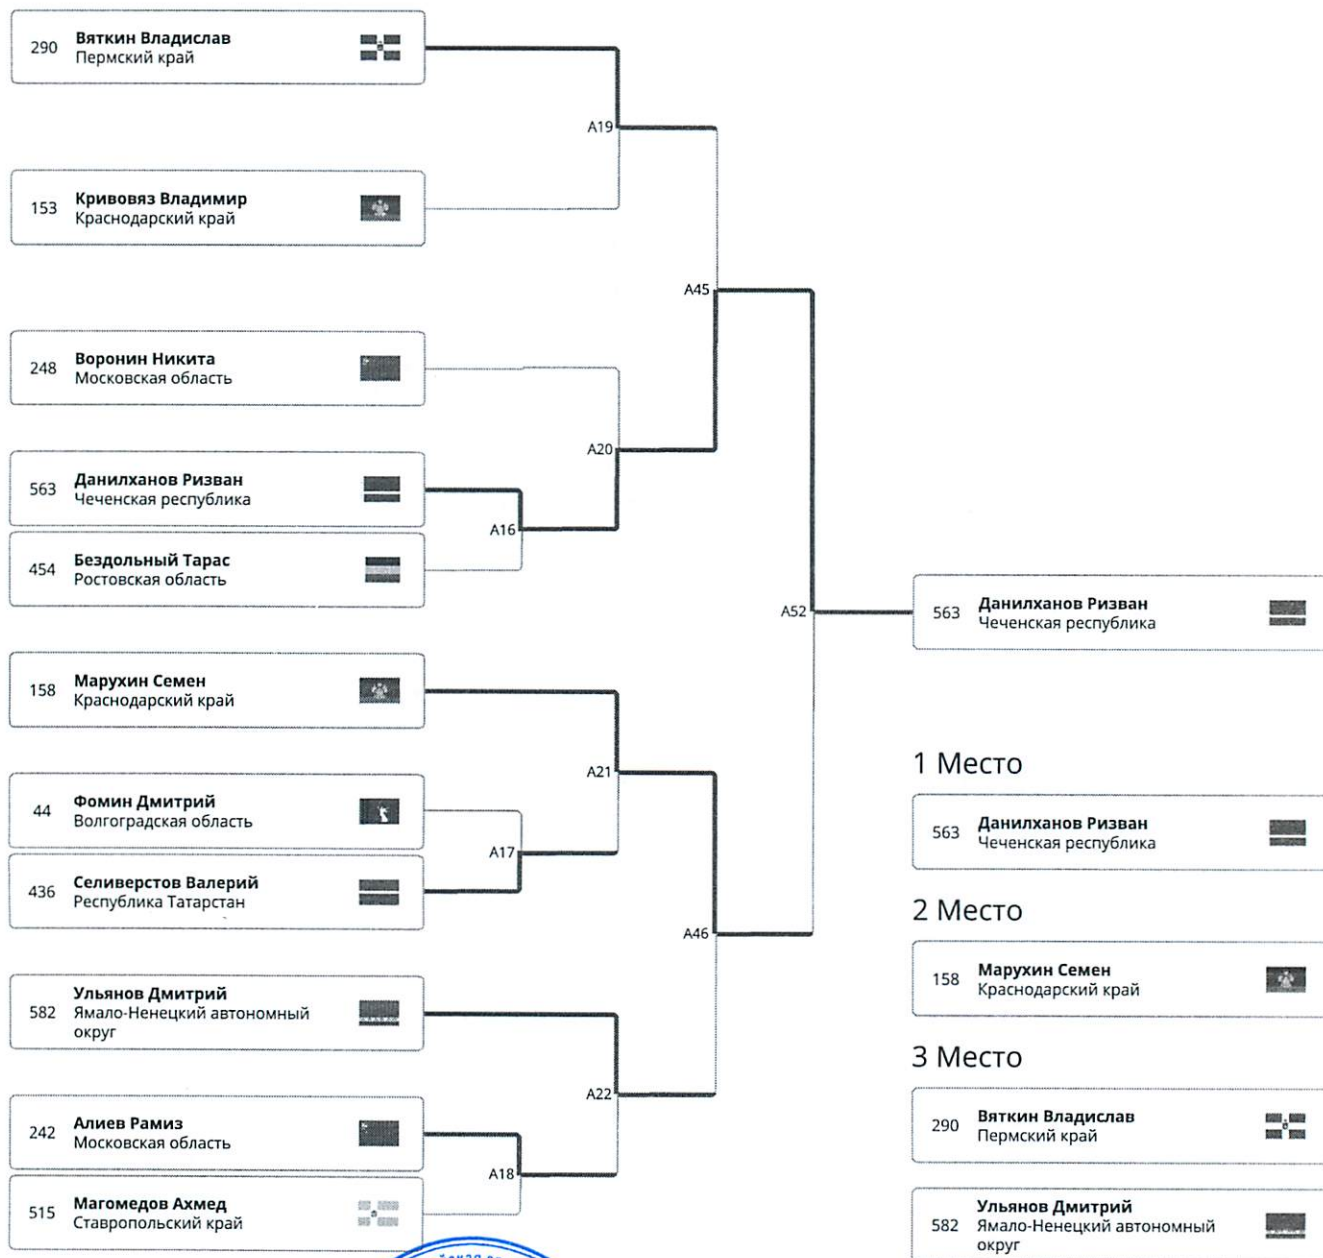 290
Вяткин Владислав
Пермский край
A19
153
Кривовяз Владимир
Краснодарский край
A45
248
Воронин Никита
Московская область
A20
563
Данилханов Ризван
Чеченская республика
A16
454
Бездольный Тарас
Ростовская область
A52
563
Данилханов Ризван
Чеченская республика
158
Марухин Семен
Краснодарский край
A21
44
Фомин Дмитрий
Волгоградская область
A17
436
Селиверстов Валерий
Республика Татарстан
A46
582
Ульянов Дмитрий
Ямало-Ненецкий автономный
округ
A22
242
Алиев Рамиз
Московская область
A18
515
Магомедов Ахмед
Ставропольский край
1 Место
563
Данилханов Ризван
Чеченская республика
2 Место
158
Марухин Семен
Краснодарский край
3 Место
290
Вяткин Владислав
Пермский край
582
Ульянов Дмитрий
Ямало-Ненецкий автономный
округ